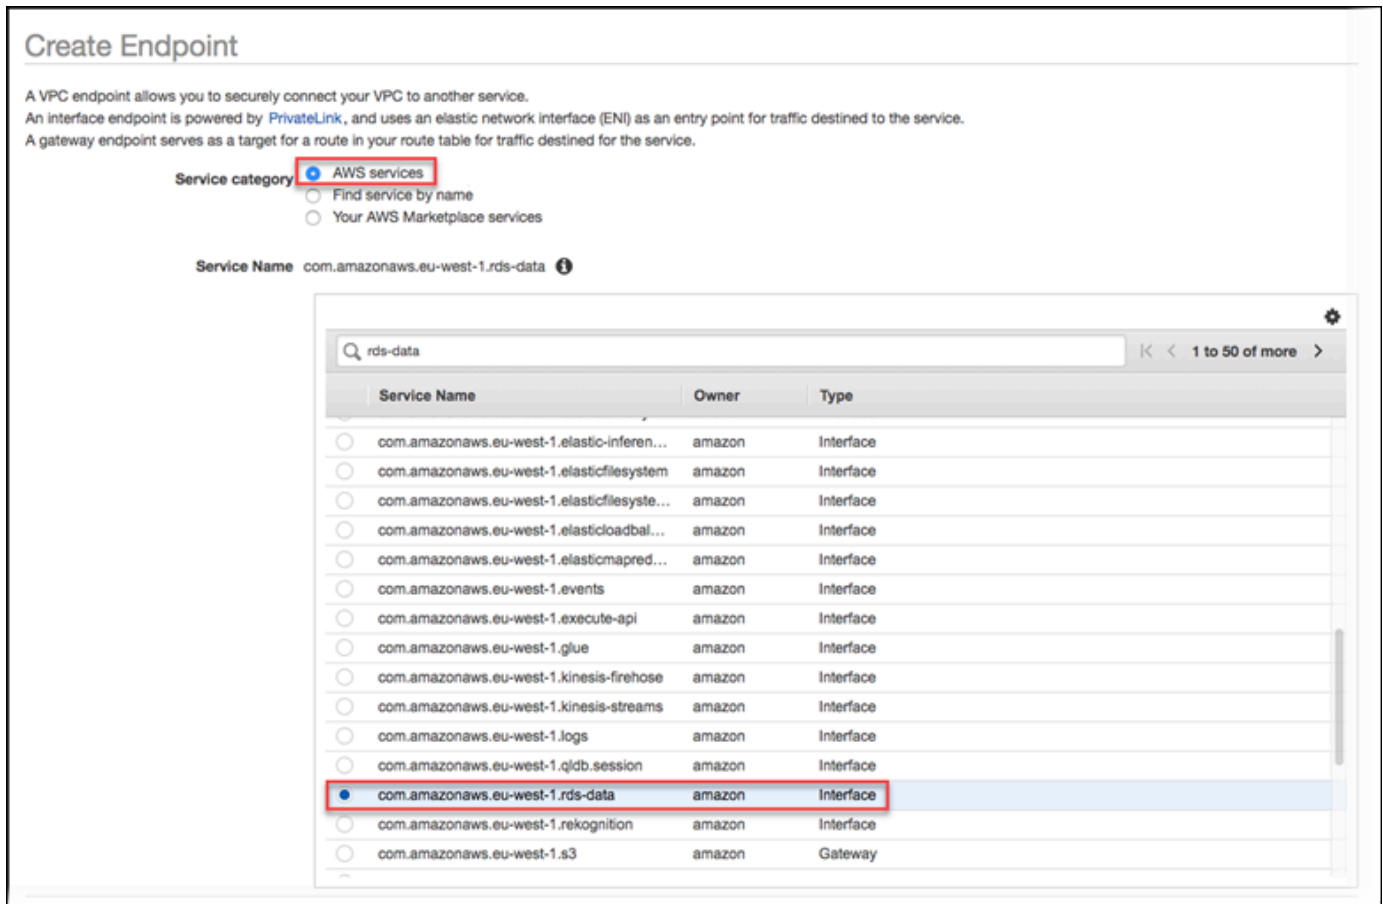 Create Endpoint
A VPC endpoint allows you to securely connect your VPC to another service.
An interface endpoint is powered by PrivateLink, and uses an elastic network interface (ENI) as an entry point for traffic destined to the service.
A gateway endpoint serves as a target for a route in your route table for traffic destined for the service.
Service category AWS services
Find service by name
Your AWS Marketplace services
Service Name com.amazonaws.eu-west-1.rds-data
rds-data 1 to 50 of more
Service Name Owner Type
com.amazonaws.eu-west-1.elastic-inferen... amazon Interface
com.amazonaws.eu-west-1.elasticfilesystem amazon Interface
com.amazonaws.eu-west-1.elasticfilesyste... amazon Interface
com.amazonaws.eu-west-1.elasticloadbal... amazon Interface
com.amazonaws.eu-west-1.elasticmapred... amazon Interface
com.amazonaws.eu-west-1.events amazon Interface
com.amazonaws.eu-west-1.execute-api amazon Interface
com.amazonaws.eu-west-1.glue amazon Interface
com.amazonaws.eu-west-1.kinesis-firehose amazon Interface
com.amazonaws.eu-west-1.kinesis-streams amazon Interface
com.amazonaws.eu-west-1.logs amazon Interface
com.amazonaws.eu-west-1.qldb.session amazon Interface
com.amazonaws.eu-west-1.rds-data amazon Interface
com.amazonaws.eu-west-1.rekognition amazon Interface
com.amazonaws.eu-west-1.s3 amazon Gateway